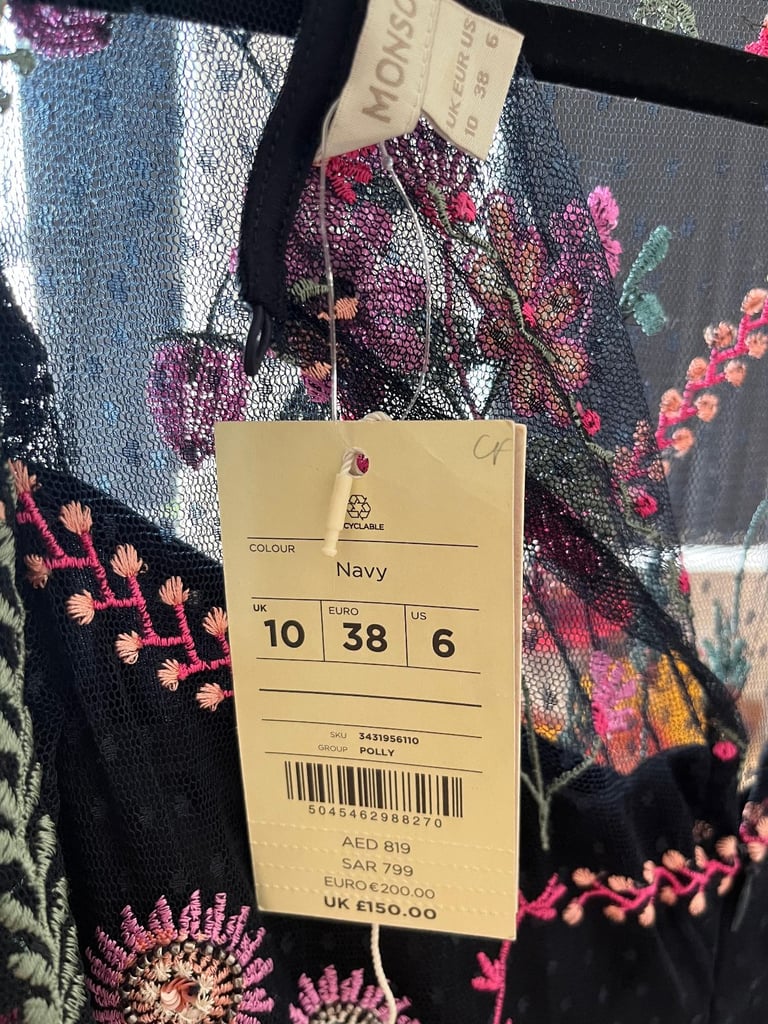 MONSO
UK EUR US
10 38 6
CF
RECYCLABLE
COLOUR
Navy
UK 10 EURO 38 US 6
SKU 3431956110
GROUP POLLY
5045462988270
AED 819
SAR 799
EURO €200.00
UK £150.00